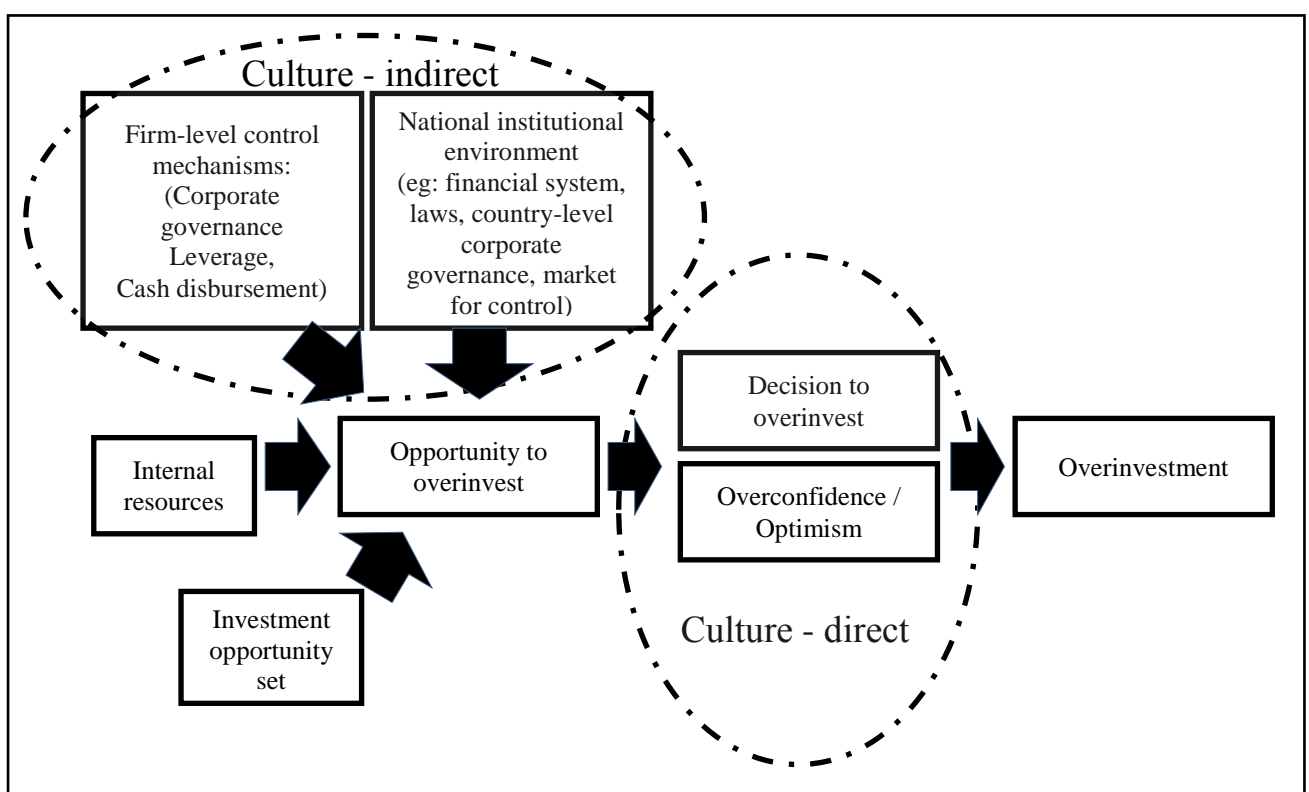 Culture - indirect
Firm-level control
mechanisms:
(Corporate
governance
Leverage,
Cash disbursement)
National institutional
environment
(eg: financial system,
laws, country-level
corporate
governance, market
for control)
Decision to
overinvest
Overconfidence /
Optimism
Culture - direct
Internal
resources
Opportunity to
overinvest
Overinvestment
Investment
opportunity
set